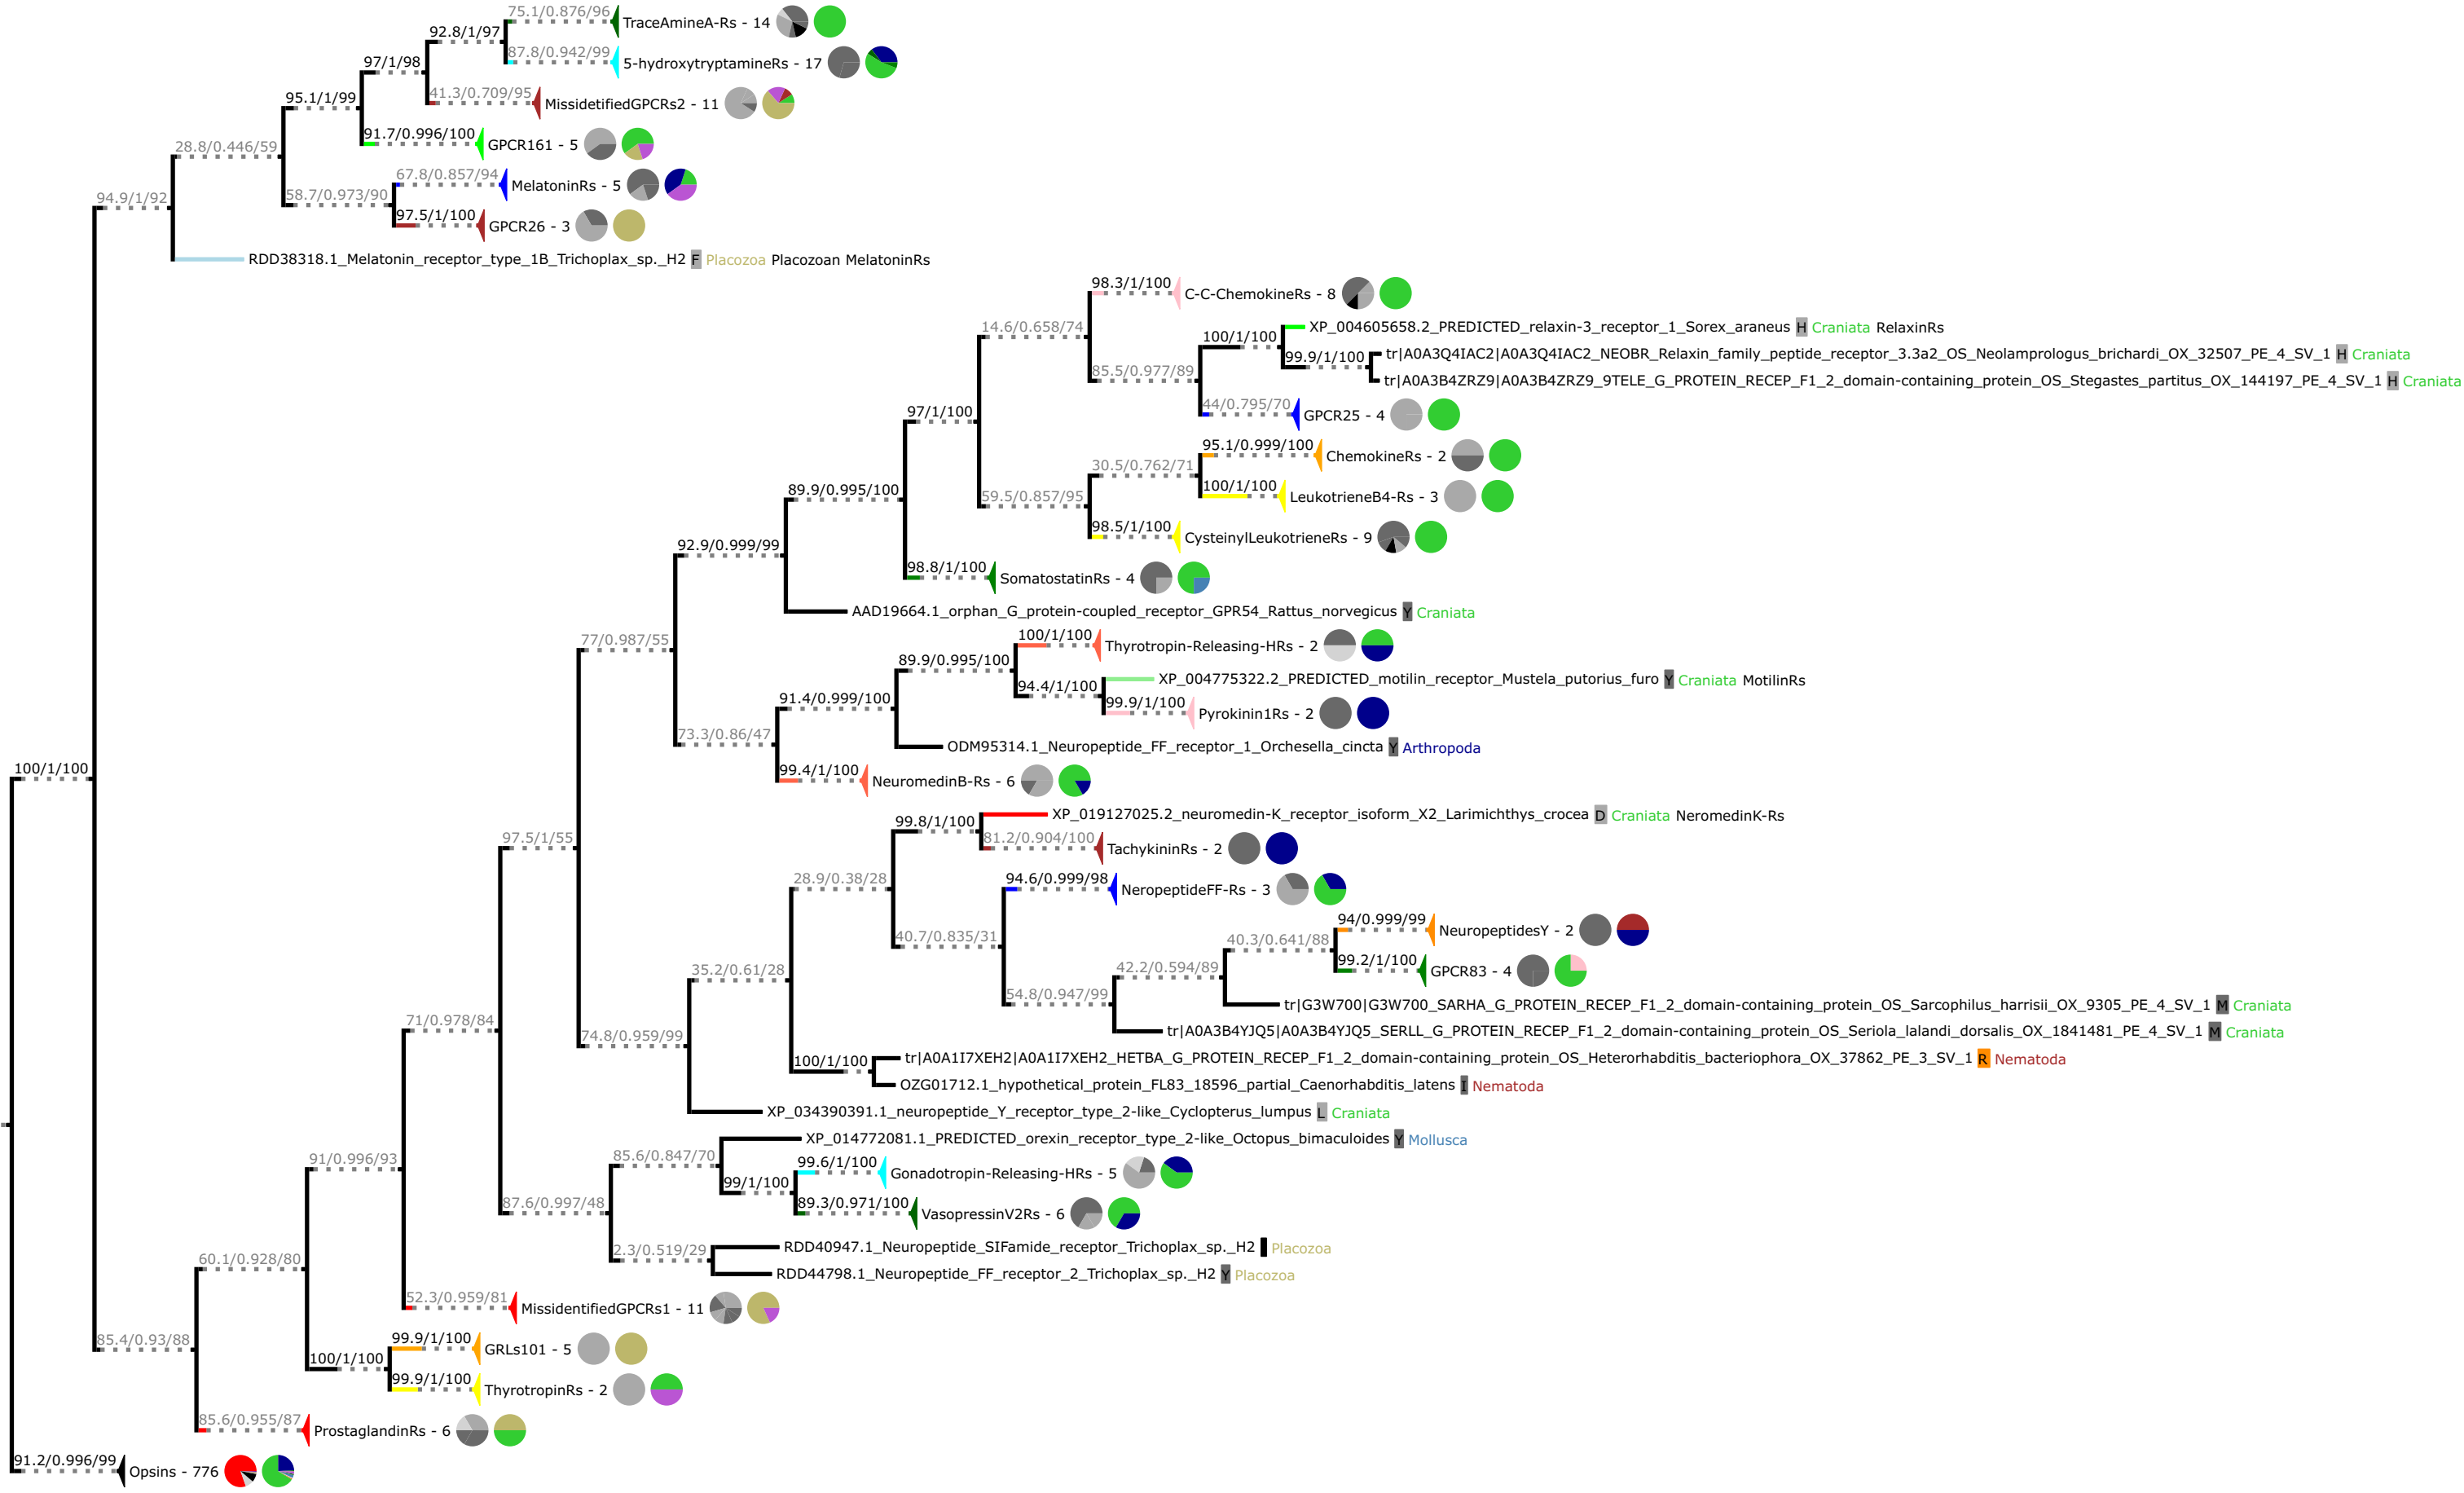 75.1/0.876/96
TraceAmineA-Rs - 14
92.8/1/97
87.8/0.942/99
5-hydroxytryptamineRs - 17
97/1/98
41.3/0.709/95
MissidetifiedGPCRs2 - 11
95.1/1/99
91.7/0.996/100
GPCR161 - 5
28.8/0.446/59
67.8/0.857/94
MelatoninRs - 5
58.7/0.973/90
94.9/1/92
97.5/1/100
GPCR26 - 3
RDD38318.1_Melatonin_receptor_type_1B_Trichoplax_sp._H2 F Placozoa Placozoan MelatoninRs
98.3/1/100
C-C-ChemokineRs - 8
14.6/0.658/74
XP_004605658.2_PREDICTED_relaxin-3_receptor_1_Sorex_araneus H Craniata RelaxinRs
100/1/100
tr|A0A3Q4IAC2|A0A3Q4IAC2_NEOBR_Relaxin_family_peptide_receptor_3.3a2_OS_Neolamprologus_brichardi_OX_32507_PE_4_SV_1 H Craniata
99.9/1/100
85.5/0.977/89
tr|A0A3B4ZRZ9|A0A3B4ZRZ9_9TELE_G_PROTEIN_RECEP_F1_2_domain-containing_protein_OS_Stegastes_partitus_OX_144197_PE_4_SV_1 H Craniata
97/1/100
44/0.795/70
GPCR25 - 4
95.1/0.999/100
ChemokineRs - 2
30.5/0.762/71
89.9/0.995/100
59.5/0.857/95
100/1/100
LeukotrieneB4-Rs - 3
98.5/1/100
CysteinylLeukotrieneRs - 9
92.9/0.999/99
98.8/1/100
SomatostatinRs - 4
AAD19664.1_orphan_G_protein-coupled_receptor_GPR54_Rattus_norvegicus Y Craniata
77/0.987/55
100/1/100
Thyrotropin-Releasing-HRs - 2
89.9/0.995/100
XP_004775322.2_PREDICTED_motilin_receptor_Mustela_putorius_furo Y Craniata MotilinRs
94.4/1/100
91.4/0.999/100
99.9/1/100
Pyrokinin1Rs - 2
73.3/0.86/47
ODM95314.1_Neuropeptide_FF_receptor_1_Orchesella_cincta Y Arthropoda
100/1/100
99.4/1/100
NeuromedinB-Rs - 6
XP_019127025.2_neuromedin-K_receptor_isoform_X2_Larimichthys_crocea D Craniata NeromedinK-Rs
99.8/1/100
97.5/1/55
81.2/0.904/100
TachykininRs - 2
28.9/0.38/28
94.6/0.999/98
NeropeptideFF-Rs - 3
94/0.999/99
NeuropeptidesY - 2
40.7/0.835/31
40.3/0.641/88
99.2/1/100
GPCR83 - 4
35.2/0.61/28
42.2/0.594/89
54.8/0.947/99
tr|G3W700|G3W700_SARHA_G_PROTEIN_RECEP_F1_2_domain-containing_protein_OS_Sarcophilus_harrisii_OX_9305_PE_4_SV_1 M Craniata
71/0.978/84
tr|A0A3B4YJQ5|A0A3B4YJQ5_SERLL_G_PROTEIN_RECEP_F1_2_domain-containing_protein_OS_Seriola_lalandi_dorsalis_OX_1841481_PE_4_SV_1 M Craniata
74.8/0.959/99
tr|A0A1I7XEH2|A0A1I7XEH2_HETBA_G_PROTEIN_RECEP_F1_2_domain-containing_protein_OS_Heterorhabditis_bacteriophora_OX_37862_PE_3_SV_1 R Nematoda
100/1/100
OZG01712.1_hypothetical_protein_FL83_18596_partial_Caenorhabditis_latens I Nematoda
XP_034390391.1_neuropeptide_Y_receptor_type_2-like_Cyclopterus_lumpus L Craniata
XP_014772081.1_PREDICTED_orexin_receptor_type_2-like_Octopus_bimaculoides Y Mollusca
91/0.996/93
85.6/0.847/70
99.6/1/100
Gonadotropin-Releasing-HRs - 5
99/1/100
87.6/0.997/48
89.3/0.971/100
VasopressinV2Rs - 6
RDD40947.1_Neuropeptide_SIFamide_receptor_Trichoplax_sp._H2 Placozoa
60.1/0.928/80
2.3/0.519/29
RDD44798.1_Neuropeptide_FF_receptor_2_Trichoplax_sp._H2 Y Placozoa
52.3/0.959/81
MissidentifiedGPCRs1 - 11
85.4/0.93/88
99.9/1/100
GRLs101 - 5
100/1/100
99.9/1/100
ThyrotropinRs - 2
85.6/0.955/87
ProstaglandinRs - 6
91.2/0.996/99
Opsins - 776